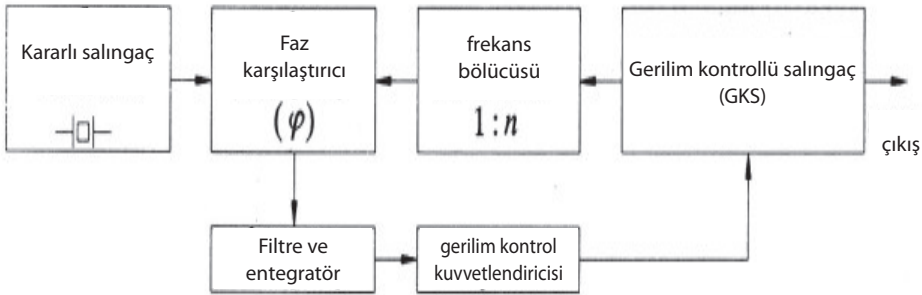 Kararlı salıngaç
Faz
karşılaştırıcı
(φ)
frekans
bölücüsü
1:n
Gerilim kontrollü salıngaç
(GKS)
çıkış
Filtre ve
entegratör
gerilim kontrol
kuvvetlendiricisi